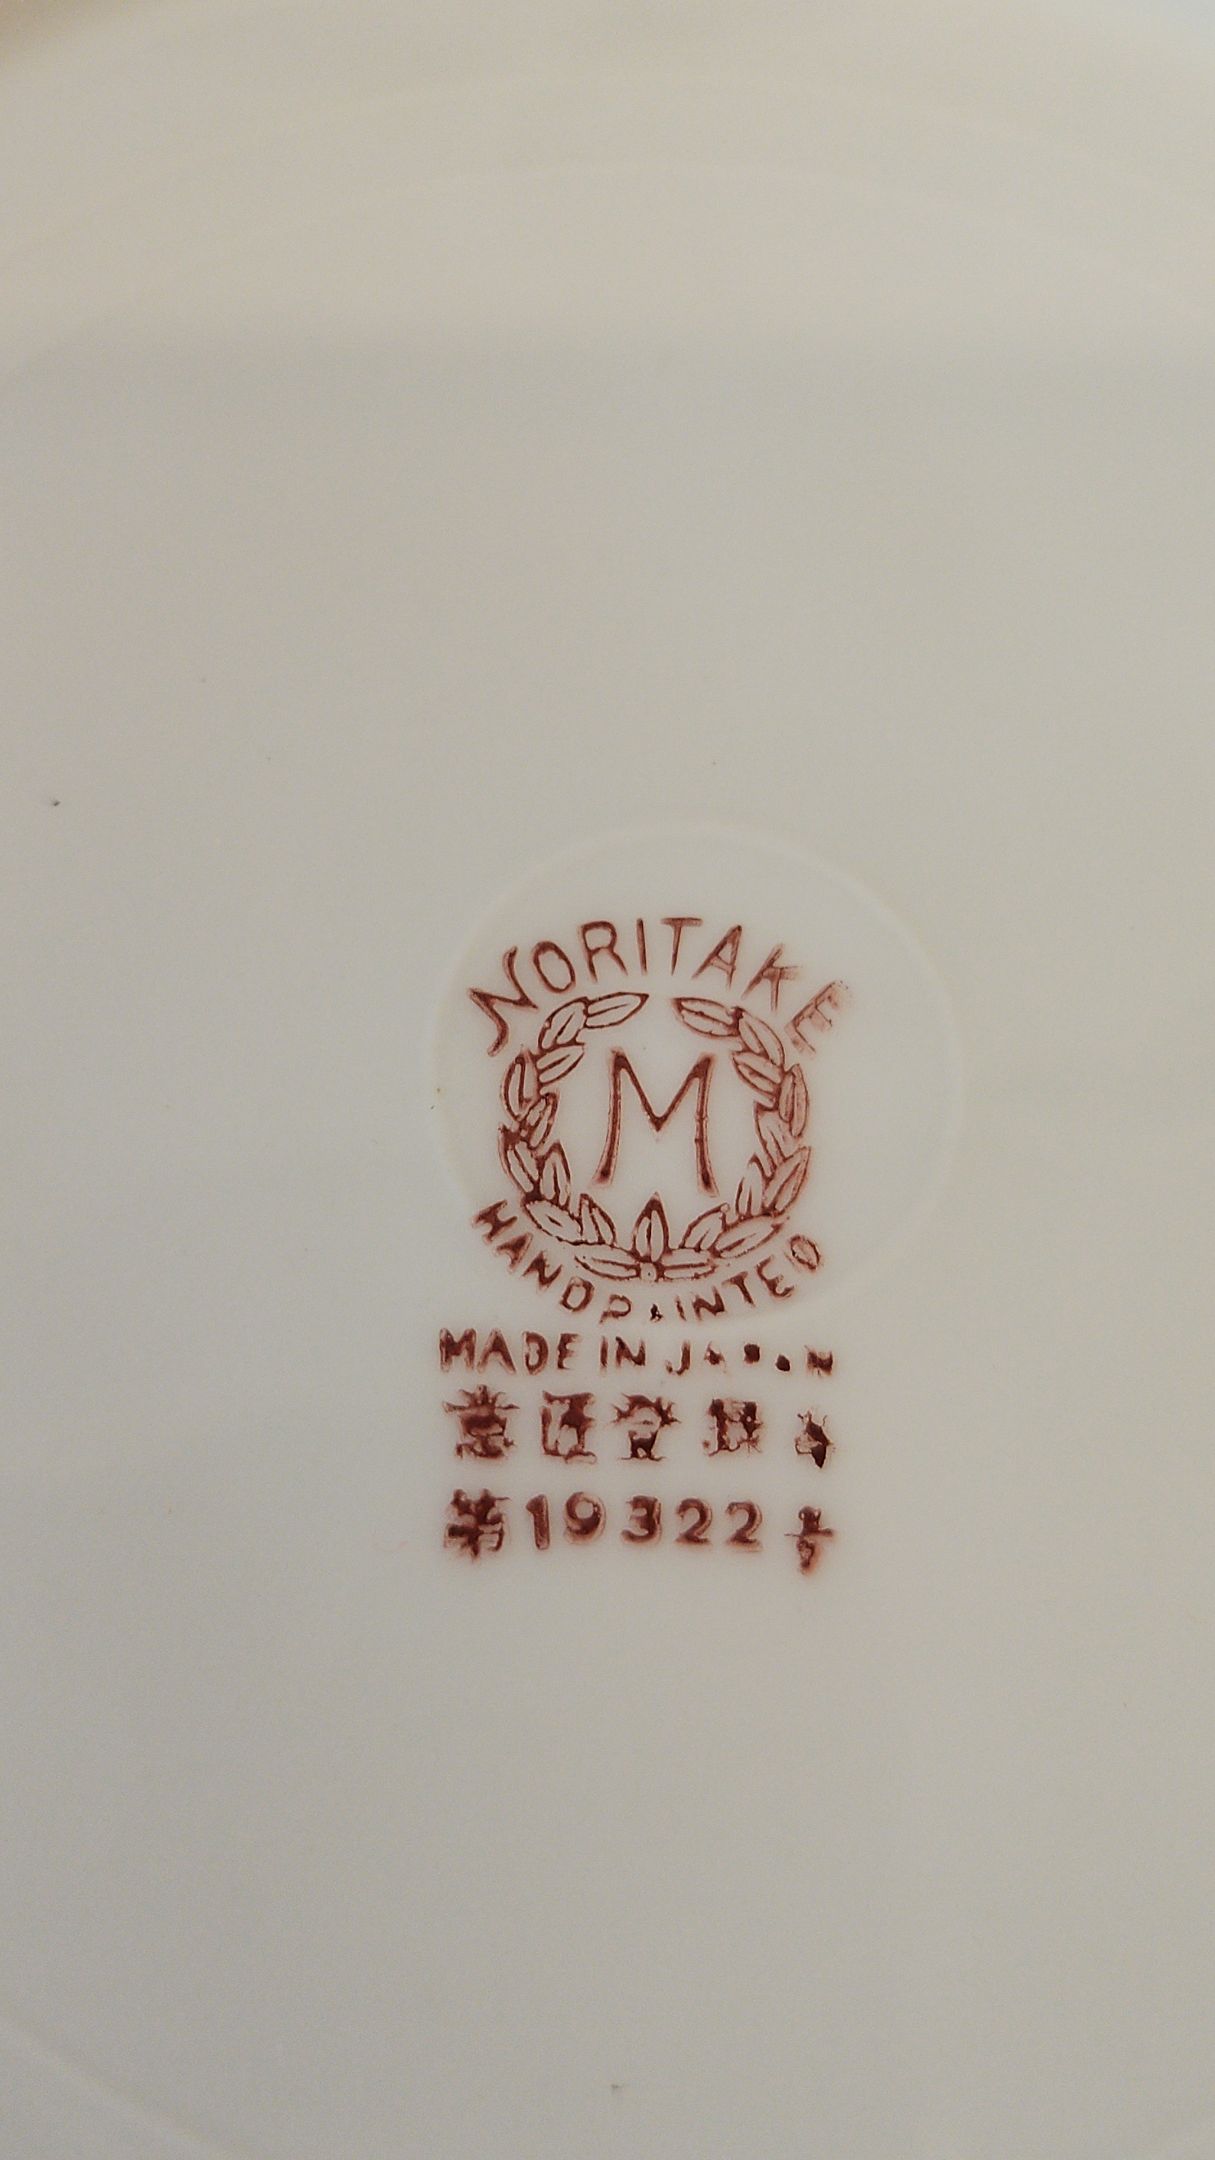 NORITAKE
M
HANDPAINTED
MADE IN JAPAN
意匠登録
第19322号